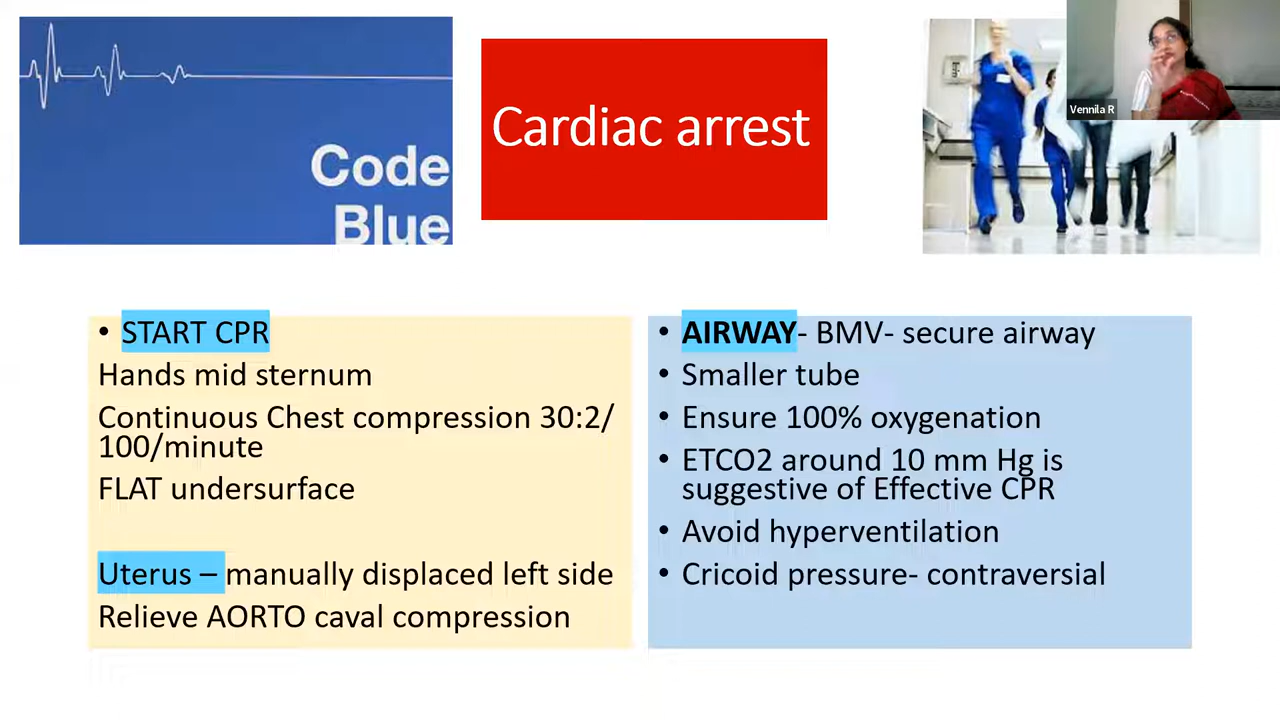 Code
Blue
Cardiac arrest
Vennila R
• START CPR
Hands mid sternum
Continuous Chest compression 30:2/
100/minute
FLAT undersurface
Uterus – manually displaced left side
Relieve AORTO caval compression
• AIRWAY- BMV- secure airway
• Smaller tube
• Ensure 100% oxygenation
• ETCO2 around 10 mm Hg is
suggestive of Effective CPR
• Avoid hyperventilation
• Cricoid pressure- contraversial